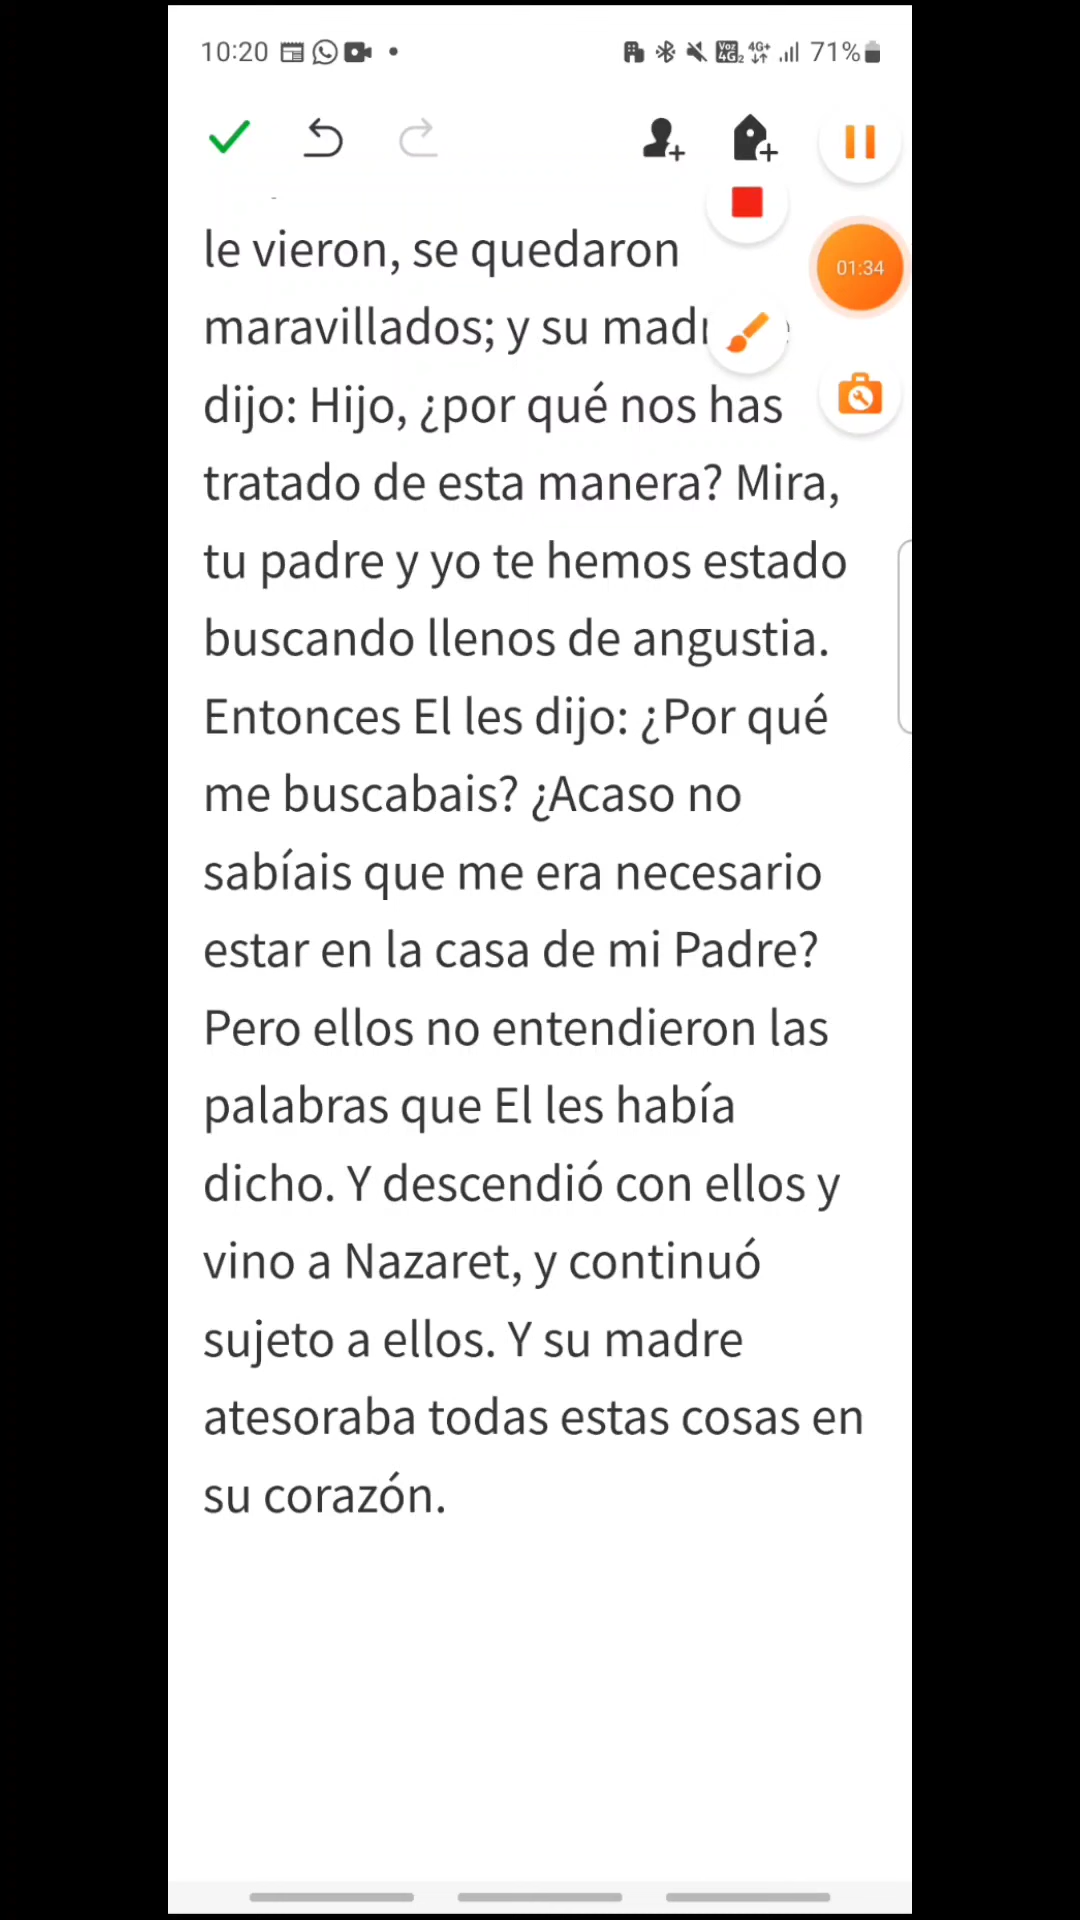 10:20
Voz 4G 2 4G+ 71%
01:34
le vieron, se quedaron
maravillados; y su
dijo: Hijo, ¿por qué nos has
tratado de esta manera? Mira,
tu padre y yo te hemos estado
buscando llenos de angustia.
Entonces El les dijo: ¿Por qué
me buscabais? ¿Acaso no
sabíais que me era necesario
estar en la casa de mi Padre?
Pero ellos no entendieron las
palabras que El les había
dicho. Y descendió con ellos y
vino a Nazaret, y continuó
sujeto a ellos. Y su madre
atesoraba todas estas cosas en
su corazón.